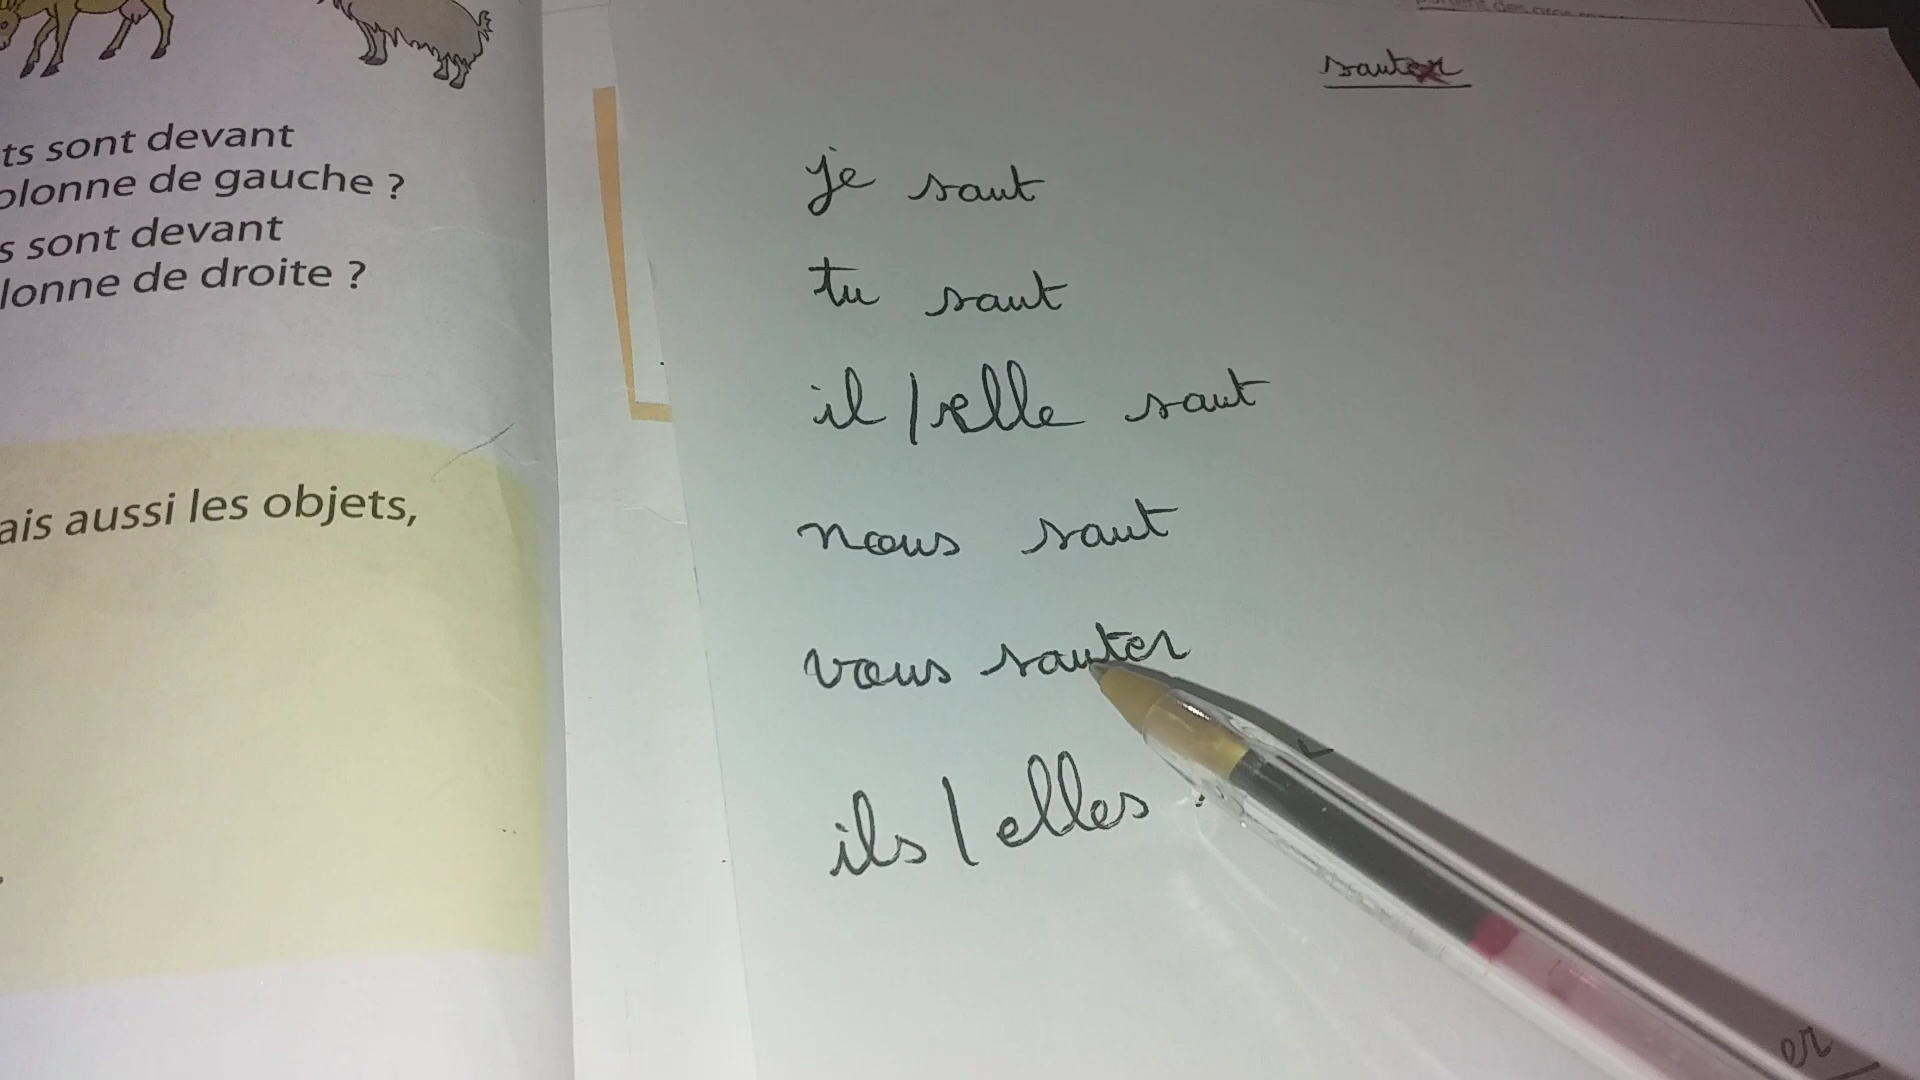 ts sont devant
olonne de gauche ?
s sont devant
lonne de droite ?
ais aussi les objets,
sauter
je saut
tu saut
il / elle saut
nous saut
vous sauter
ils / elles
er